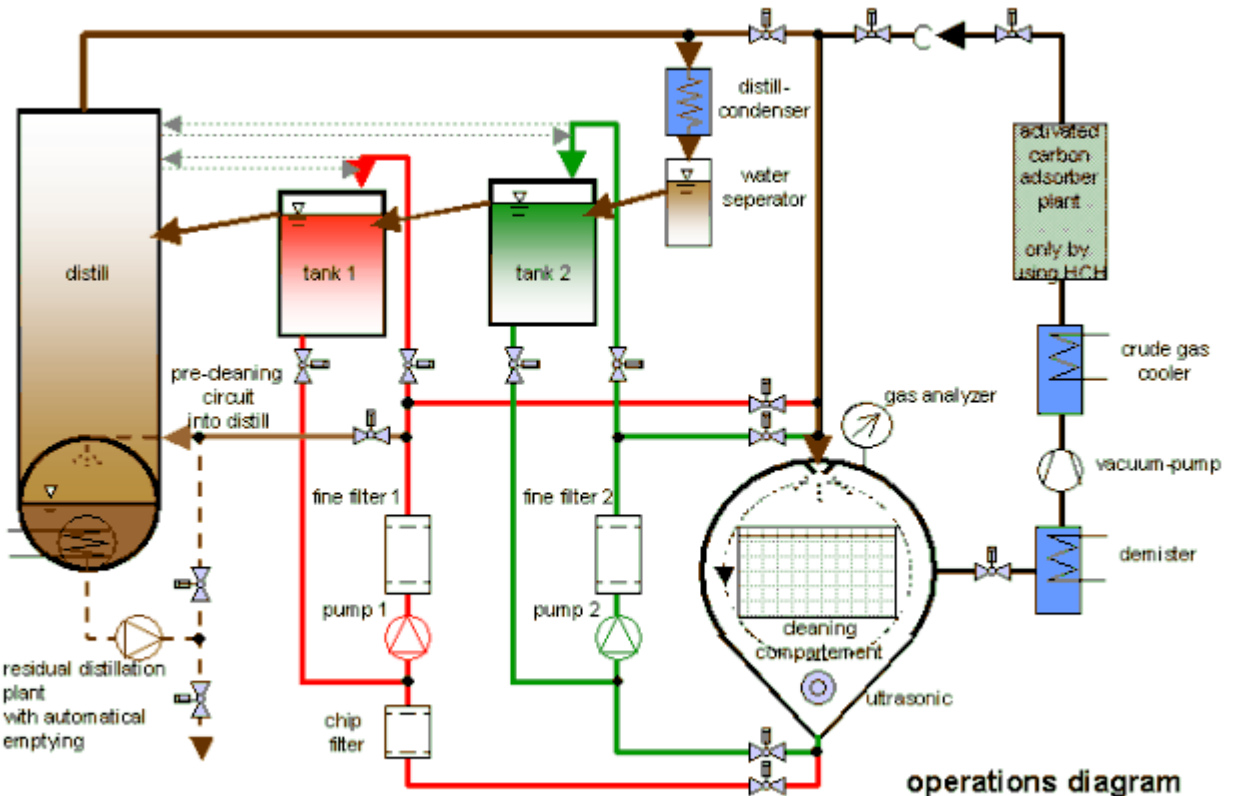 distill-
condenser
activated
carbon
adsorber
plant
only by
using HCH
water
seperator
distill
tank 1
tank 2
crude gas
cooler
pre-cleaning
circuit
into distill
gas analyzer
vacuum-pump
fine filter 1
fine filter 2
demister
pump 1
pump 2
cleaning
compartement
residual distillation
plant
with automatical
emptying
ultrasonic
chip
filter
operations diagram